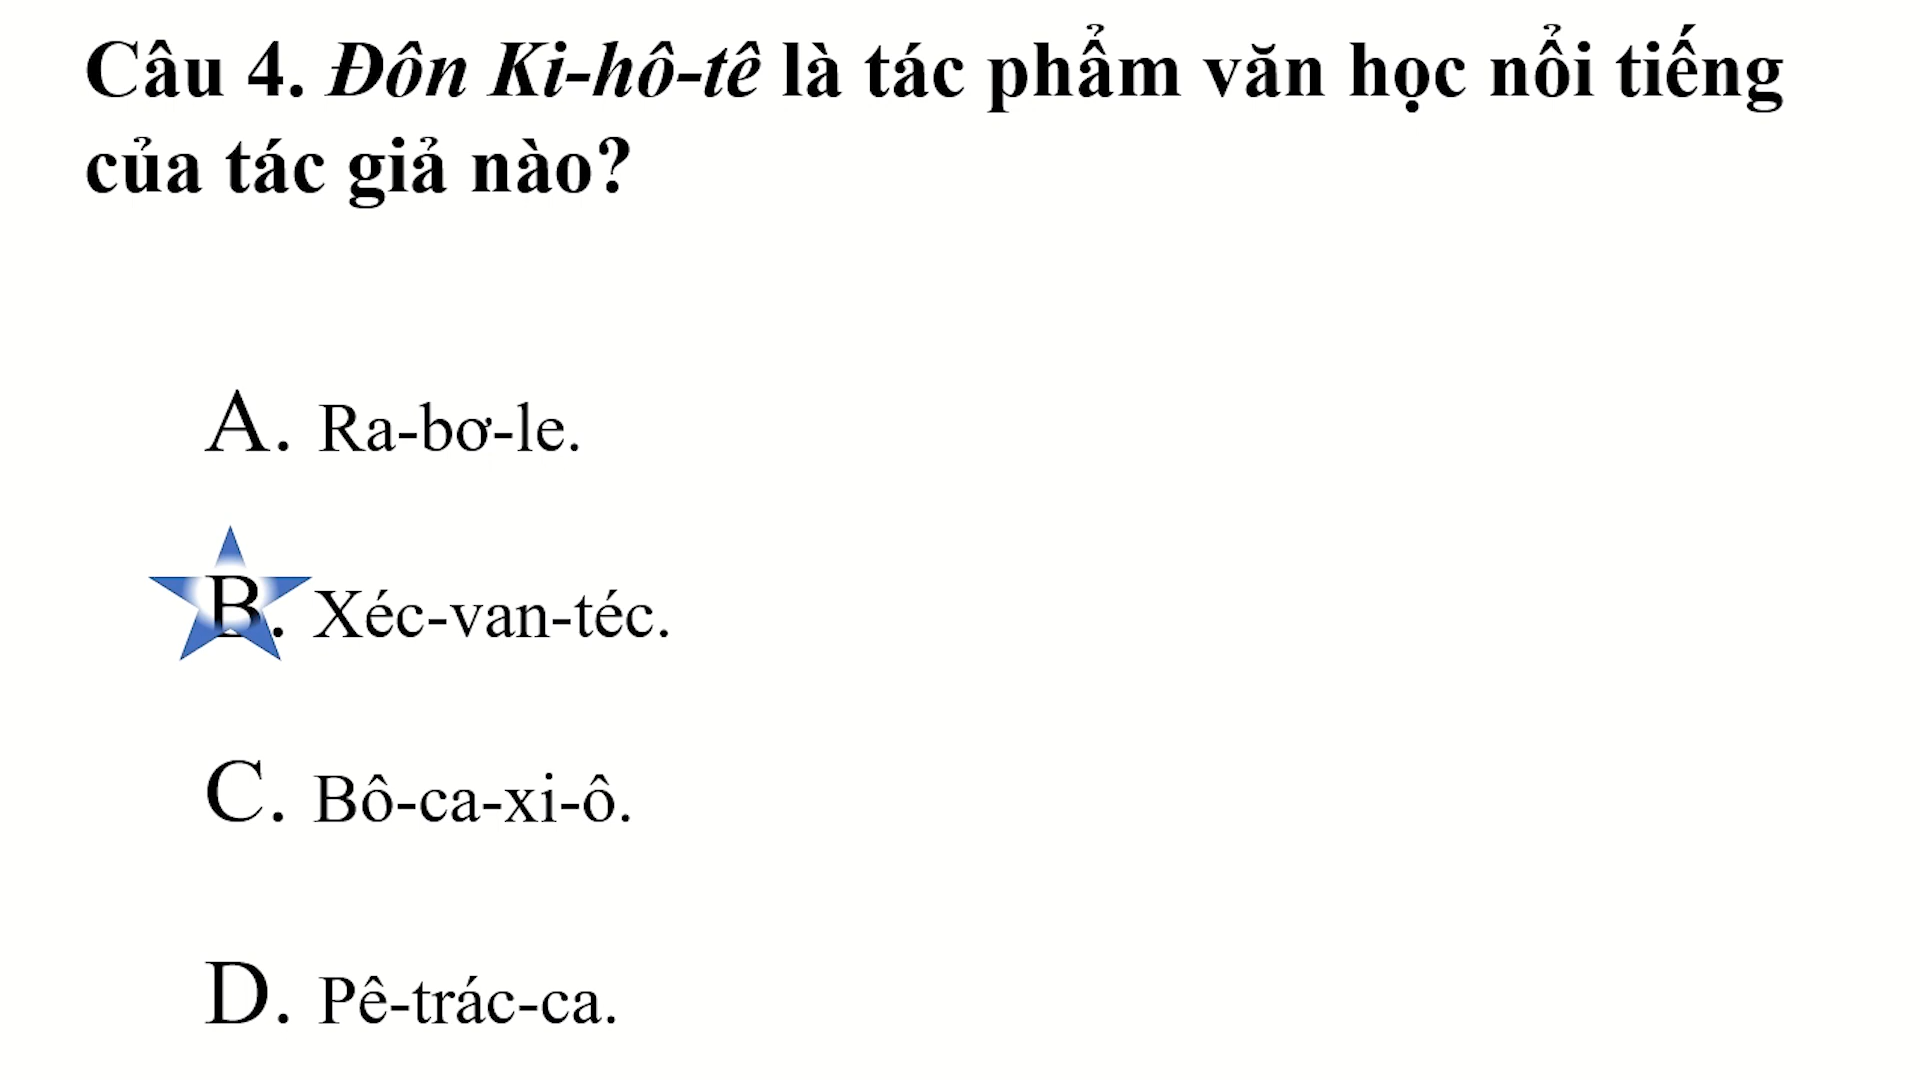 Câu 4. Đôn Ki-hô-tê là tác phẩm văn học nổi tiếng
của tác giả nào?
A. Ra-bơ-le.
B. Xéc-van-téc.
C. Bô-ca-xi-ô.
D. Pê-trác-ca.